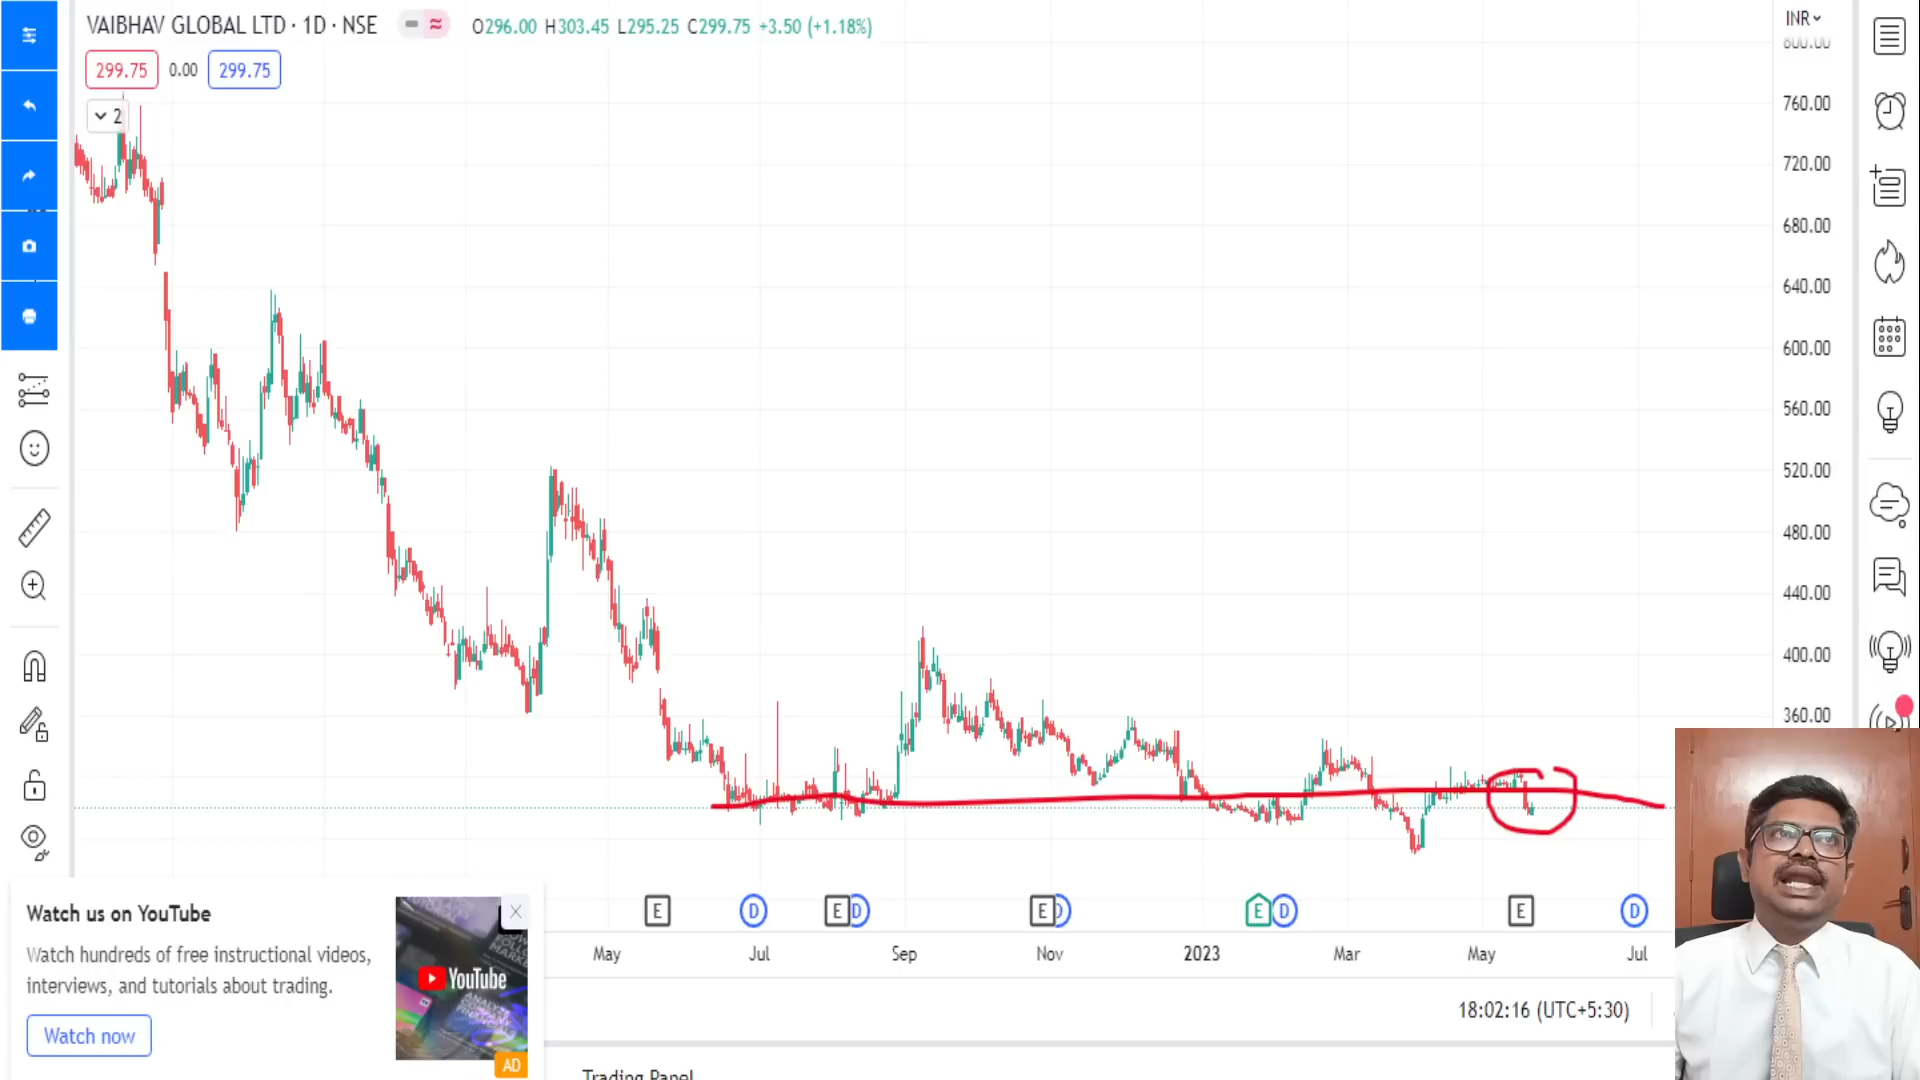 VAIBHAV GLOBAL LTD · 1D · NSE
O296.00 H303.45 L295.25 C299.75 +3.50 (+1.18%)
INR
800.00
299.75 0.00 299.75
2
760.00
720.00
680.00
640.00
600.00
560.00
520.00
480.00
440.00
400.00
360.00
E D E D E D E D E D
May Jul Sep Nov 2023 Mar May Jul
Watch us on YouTube
Watch hundreds of free instructional videos,
interviews, and tutorials about trading.
Watch now
YouTube
AD
18:02:16 (UTC+5:30)
Trading Panel